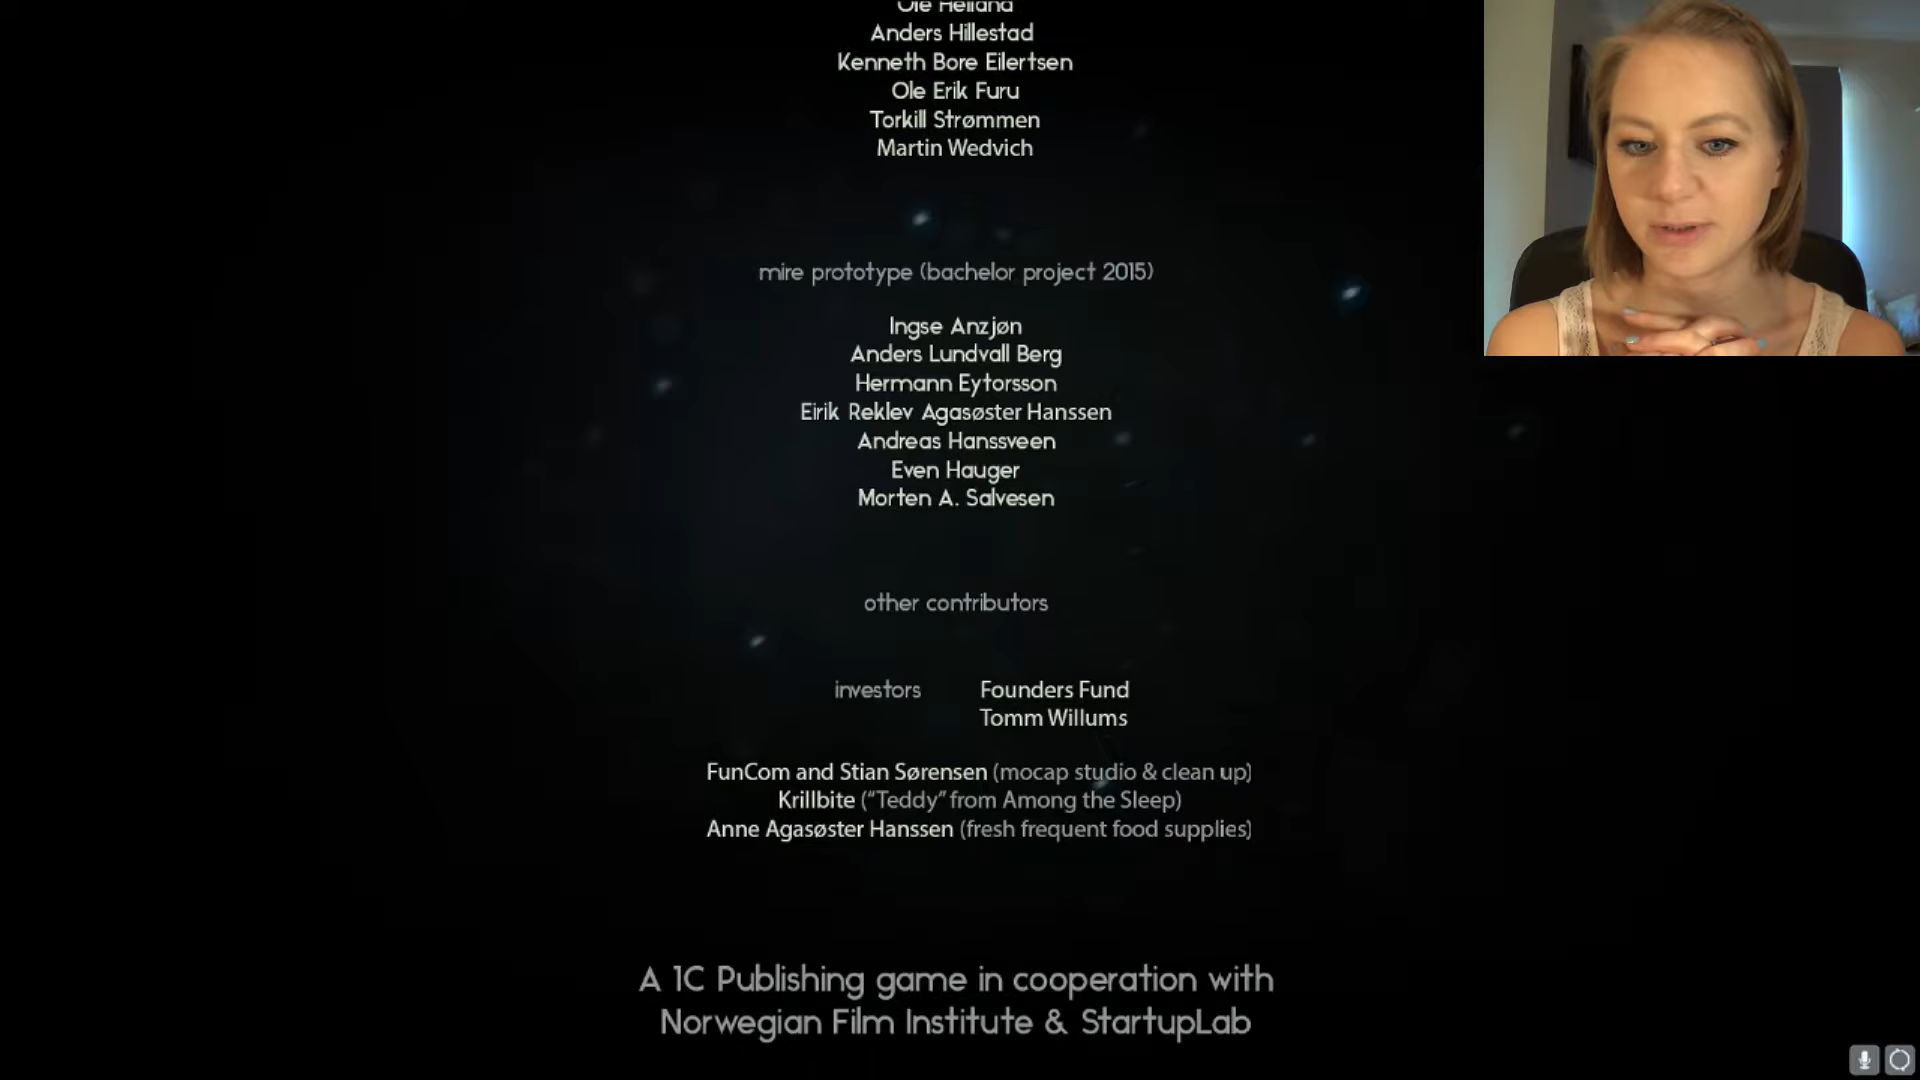 Ole Helland
Anders Hillestad
Kenneth Bore Eilertsen
Ole Erik Furu
Torkill Strømmen
Martin Wedvich
mire prototype (bachelor project 2015)
Ingse Anzjøn
Anders Lundvall Berg
Hermann Eytorsson
Eirik Reklev Agasøster Hanssen
Andreas Hanssveen
Even Hauger
Morten A. Salvesen
other contributors
investors Founders Fund
Tomm Willums
FunCom and Stian Sørensen (mocap studio & clean up)
Krillbite (“Teddy” from Among the Sleep)
Anne Agasøster Hanssen (fresh frequent food supplies)
A 1C Publishing game in cooperation with
Norwegian Film Institute & StartupLab